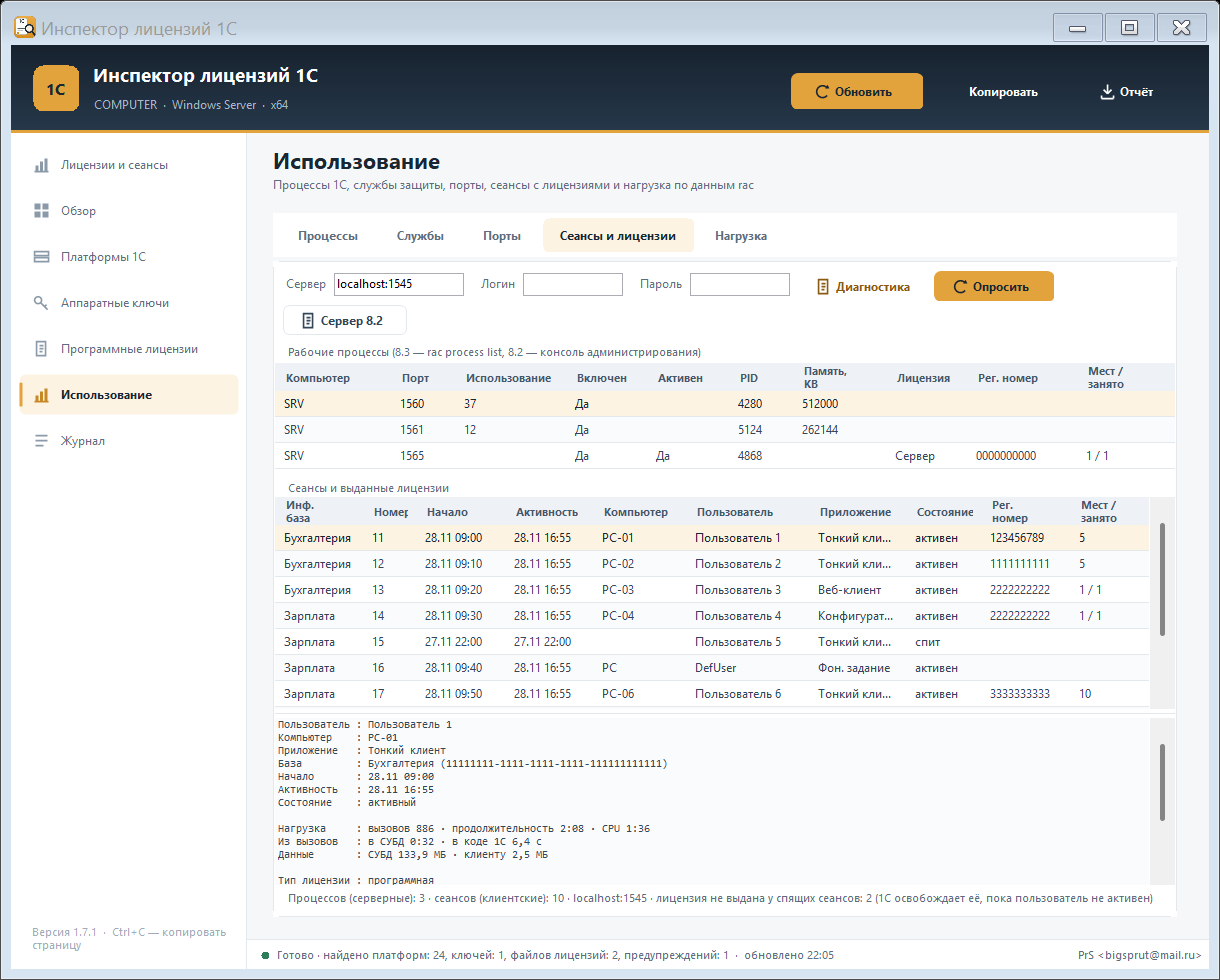 Инспектор лицензий 1С
1C
Инспектор лицензий 1С
COMPUTER · Windows Server · x64
Обновить
Копировать
Отчёт
Лицензии и сеансы
Обзор
Платформы 1С
Аппаратные ключи
Программные лицензии
Использование
Журнал
Версия 1.7.1 · Ctrl+C — копировать
страницу
Использование
Процессы 1С, службы защиты, порты, сеансы с лицензиями и нагрузка по данным rac
Процессы Службы Порты Сеансы и лицензии Нагрузка
Сервер localhost:1545 Логин Пароль Диагностика Опросить
Сервер 8.2
Рабочие процессы (8.3 — rac process list, 8.2 — консоль администрирования)
Компьютер Порт Использование Включен Активен PID Память, КВ Лицензия Рег. номер Мест / занято
SRV 1560 37 Да 4280 512000
SRV 1561 12 Да 5124 262144
SRV 1565 Да Да 4868 Сервер 0000000000 1 / 1
Сеансы и выданные лицензии
Инф. база Номер Начало Активность Компьютер Пользователь Приложение Состояние Рег. номер Мест / занято
Бухгалтерия 11 28.11 09:00 28.11 16:55 PC-01 Пользователь 1 Тонкий кли... активен 123456789 5
Бухгалтерия 12 28.11 09:10 28.11 16:55 PC-02 Пользователь 2 Тонкий кли... активен 1111111111 5
Бухгалтерия 13 28.11 09:20 28.11 16:55 PC-03 Пользователь 3 Веб-клиент активен 2222222222 1 / 1
Зарплата 14 28.11 09:30 28.11 16:55 PC-04 Пользователь 4 Конфигурат... активен 2222222222 1 / 1
Зарплата 15 27.11 22:00 27.11 22:00 Пользователь 5 Тонкий кли... спит
Зарплата 16 28.11 09:40 28.11 16:55 PC DefUser Фон. задание активен
Зарплата 17 28.11 09:50 28.11 16:55 PC-06 Пользователь 6 Тонкий кли... активен 3333333333 10
Пользователь : Пользователь 1
Компьютер : PC-01
Приложение : Тонкий клиент
База : Бухгалтерия (11111111-1111-1111-1111-111111111111)
Начало : 28.11 09:00
Активность : 28.11 16:55
Состояние : активный
Нагрузка : вызовов 886 · продолжительность 2:08 · CPU 1:36
Из вызовов : в СУБД 0:32 · в коде 1С 6,4 с
Данные : СУБД 133,9 МБ · клиенту 2,5 МБ
Тип лицензии : программная
Процессов (серверные): 3 · сеансов (клиентские): 10 · localhost:1545 · лицензия не выдана у спящих сеансов: 2 (1С освобождает её, пока пользователь не активен)
Готово · найдено платформ: 24, ключей: 1, файлов лицензий: 2, предупреждений: 1 · обновлено 22:05
PrS <bigsprut@mail.ru>